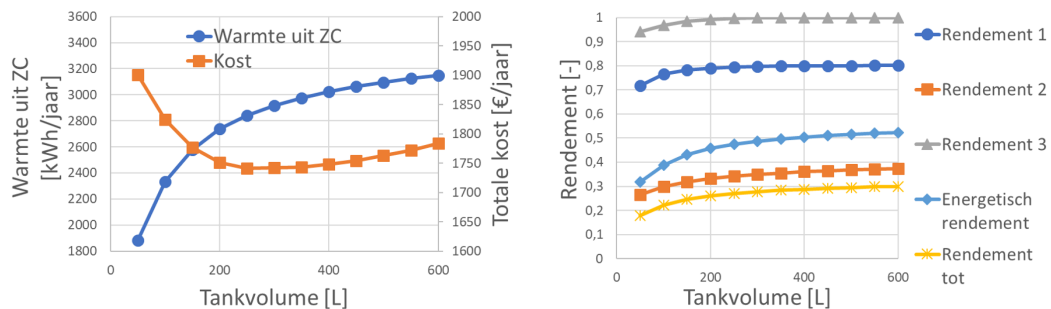 3600
3400
3200
3000
2800
2600
2400
2200
2000
1800
Warmte uit ZC
[kWh/jaar]
Warmte uit ZC
Kost
2000
1950
1900
1850
1800
1750
1700
1650
1600
Totale kost [€/jaar]
0
200
400
600
Tankvolume [L]
1
0,9
0,8
0,7
0,6
0,5
0,4
0,3
0,2
0,1
0
Rendement [-]
0
200
400
600
Tankvolume [L]
Rendement 1
Rendement 2
Rendement 3
Energetisch
rendement
Rendement
tot